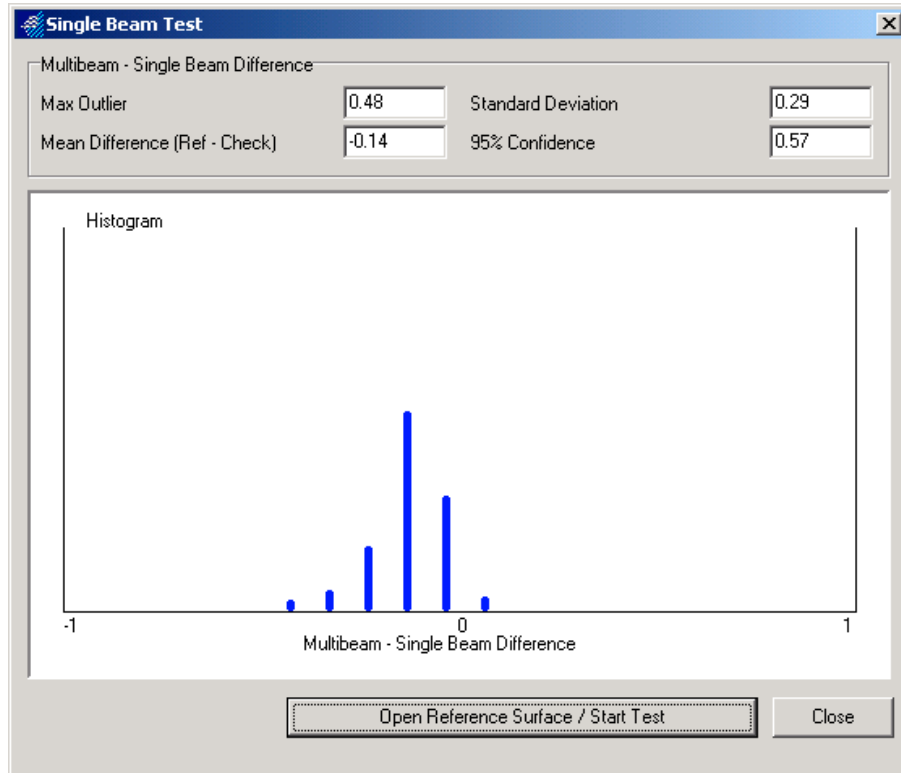 Single Beam Test
Multibeam - Single Beam Difference
Max Outlier 0.48 Standard Deviation 0.29
Mean Difference (Ref - Check) -0.14 95% Confidence 0.57
Histogram
-1 0 1
Multibeam - Single Beam Difference
Open Reference Surface / Start Test Close